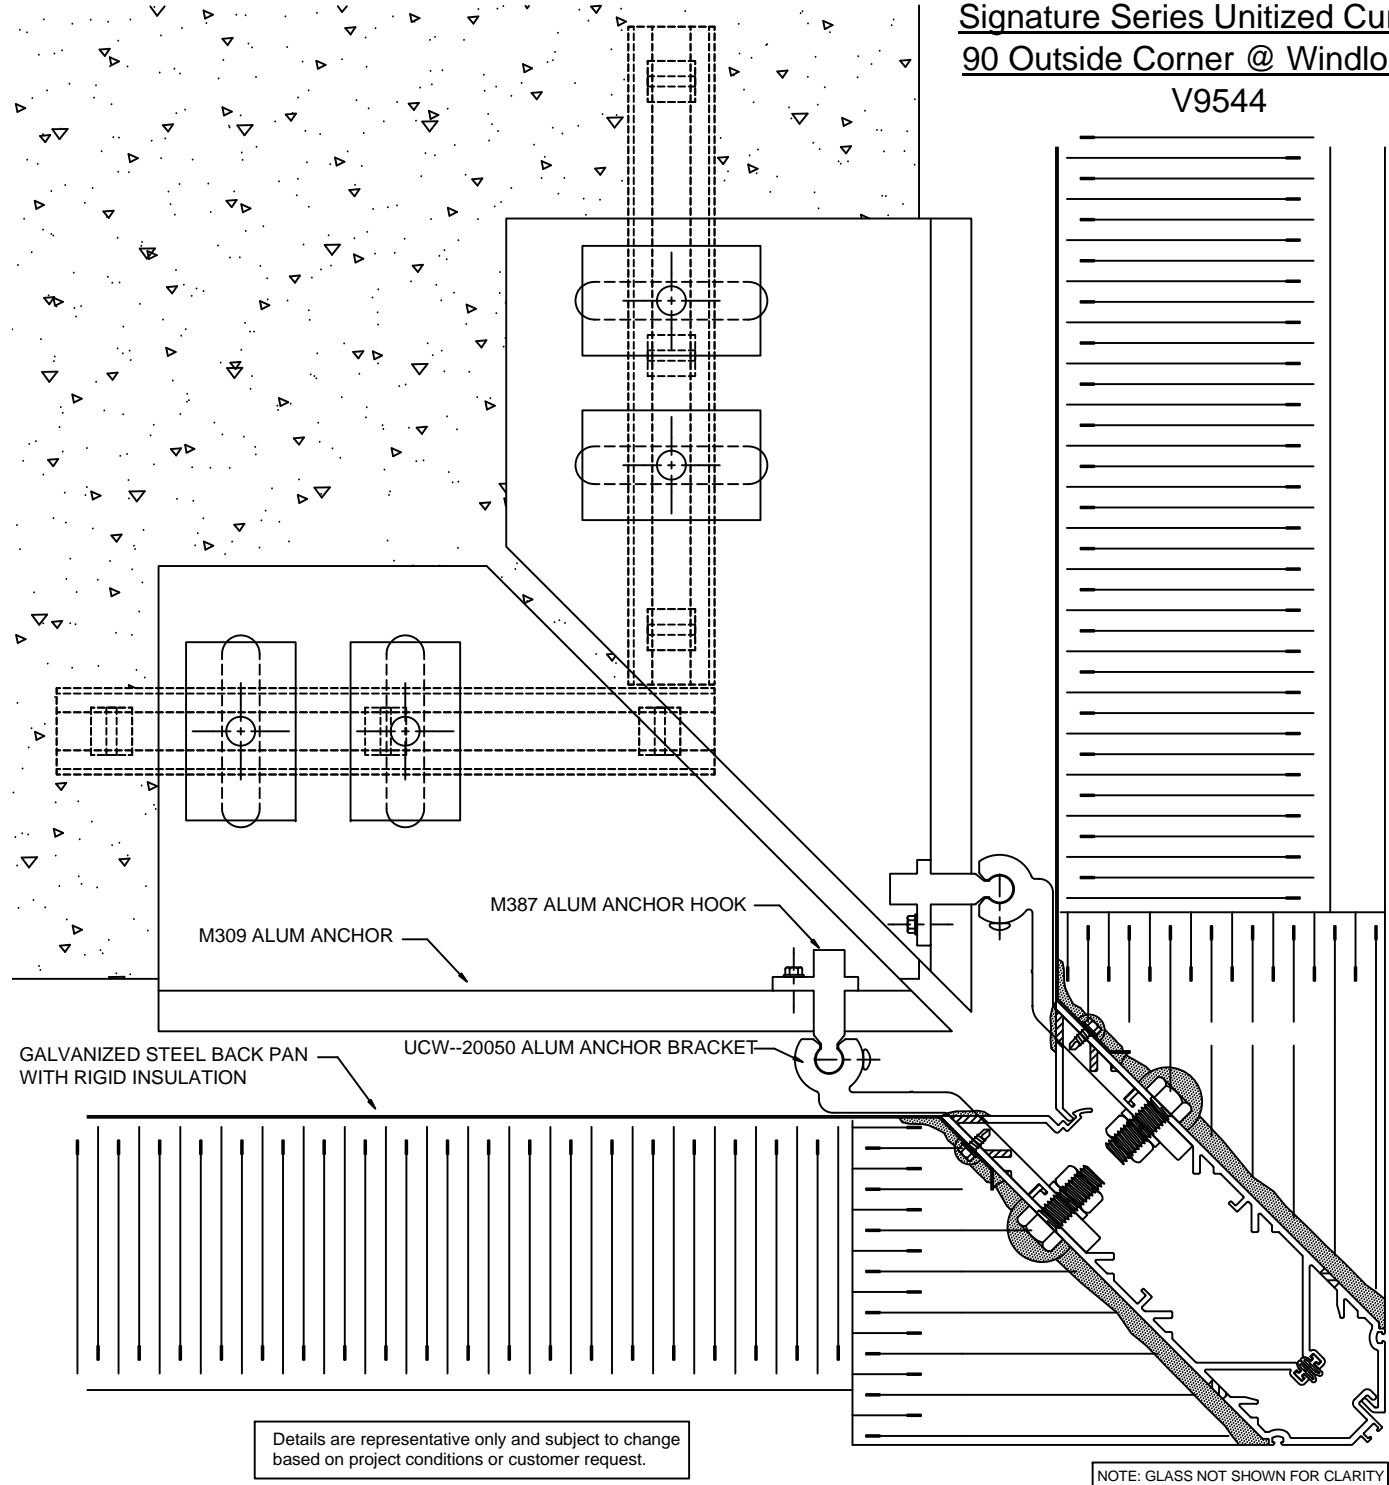 Signature Series Unitized
90 Outside Corner @
V9544
M387 ALUM ANCHOR HOOK
M309 ALUM ANCHOR
UCW--20050 ALUM ANCHOR BRACKET
GALVANIZED STEEL BACK PAN
WITH RIGID INSULATION
Details are representative only and subject to change
based on project conditions or customer request.
NOTE: GLASS NOT SHOWN FOR CLARITY